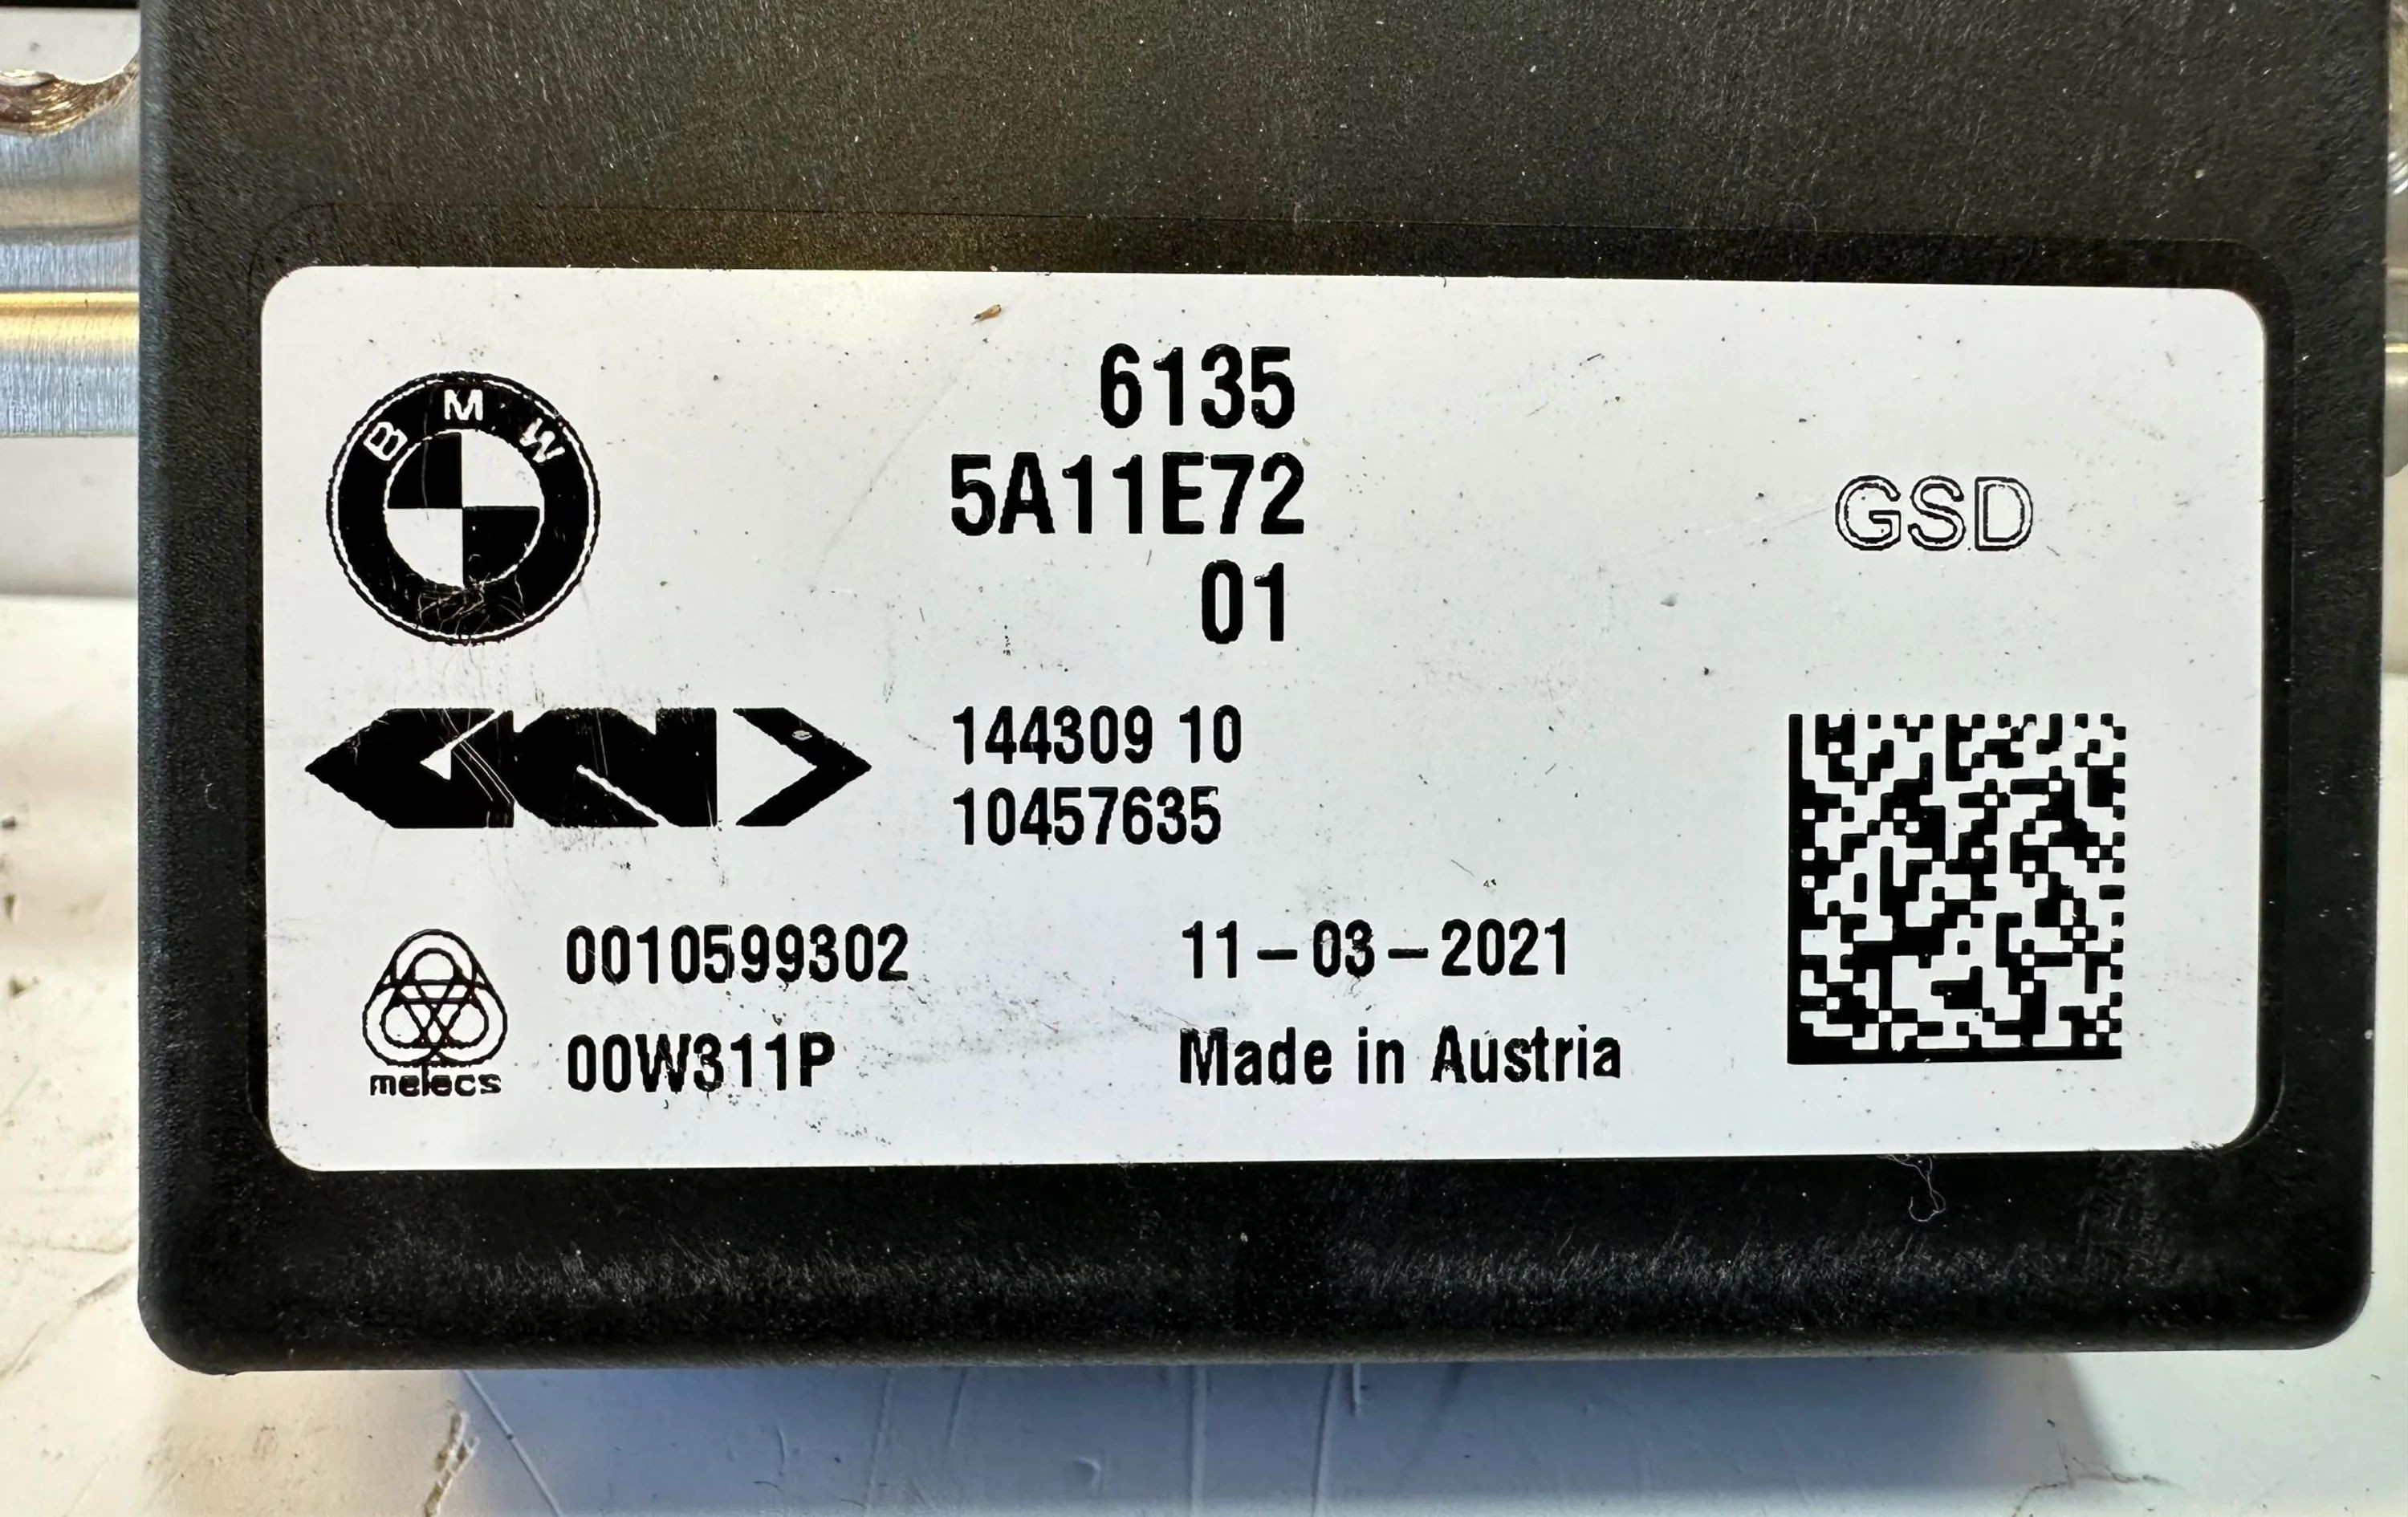 BMW
6135
5A11E72
01
GSD
144309 10
10457635
melecs
0010599302
00W311P
11-03-2021
Made in Austria